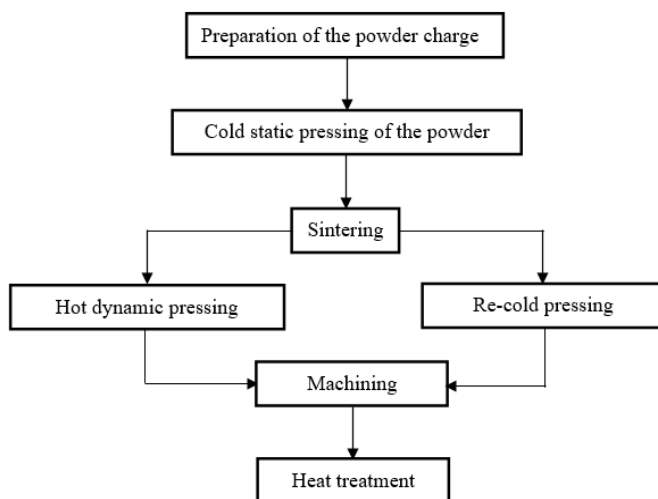 Preparation of the powder charge
Cold static pressing of the powder
Sintering
Hot dynamic pressing
Re-cold pressing
Machining
Heat treatment